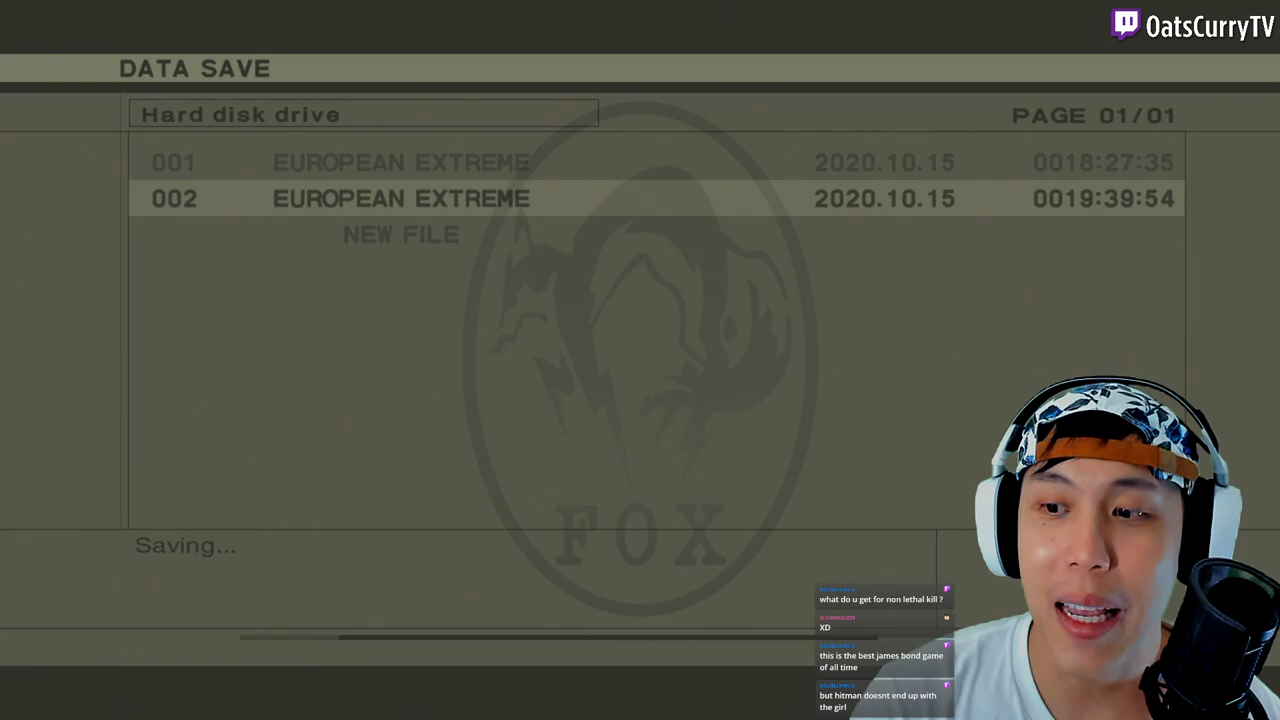 OatsCurryTV
DATA SAVE
Hard disk drive
PAGE 01/01
001 EUROPEAN EXTREME 2020.10.15 0018:27:35
002 EUROPEAN EXTREME 2020.10.15 0019:39:54
NEW FILE
FOX
Saving...
what do u get for non lethal kill ?
XD
this is the best james bond game
of all time
but hitman doesnt end up with
the girl